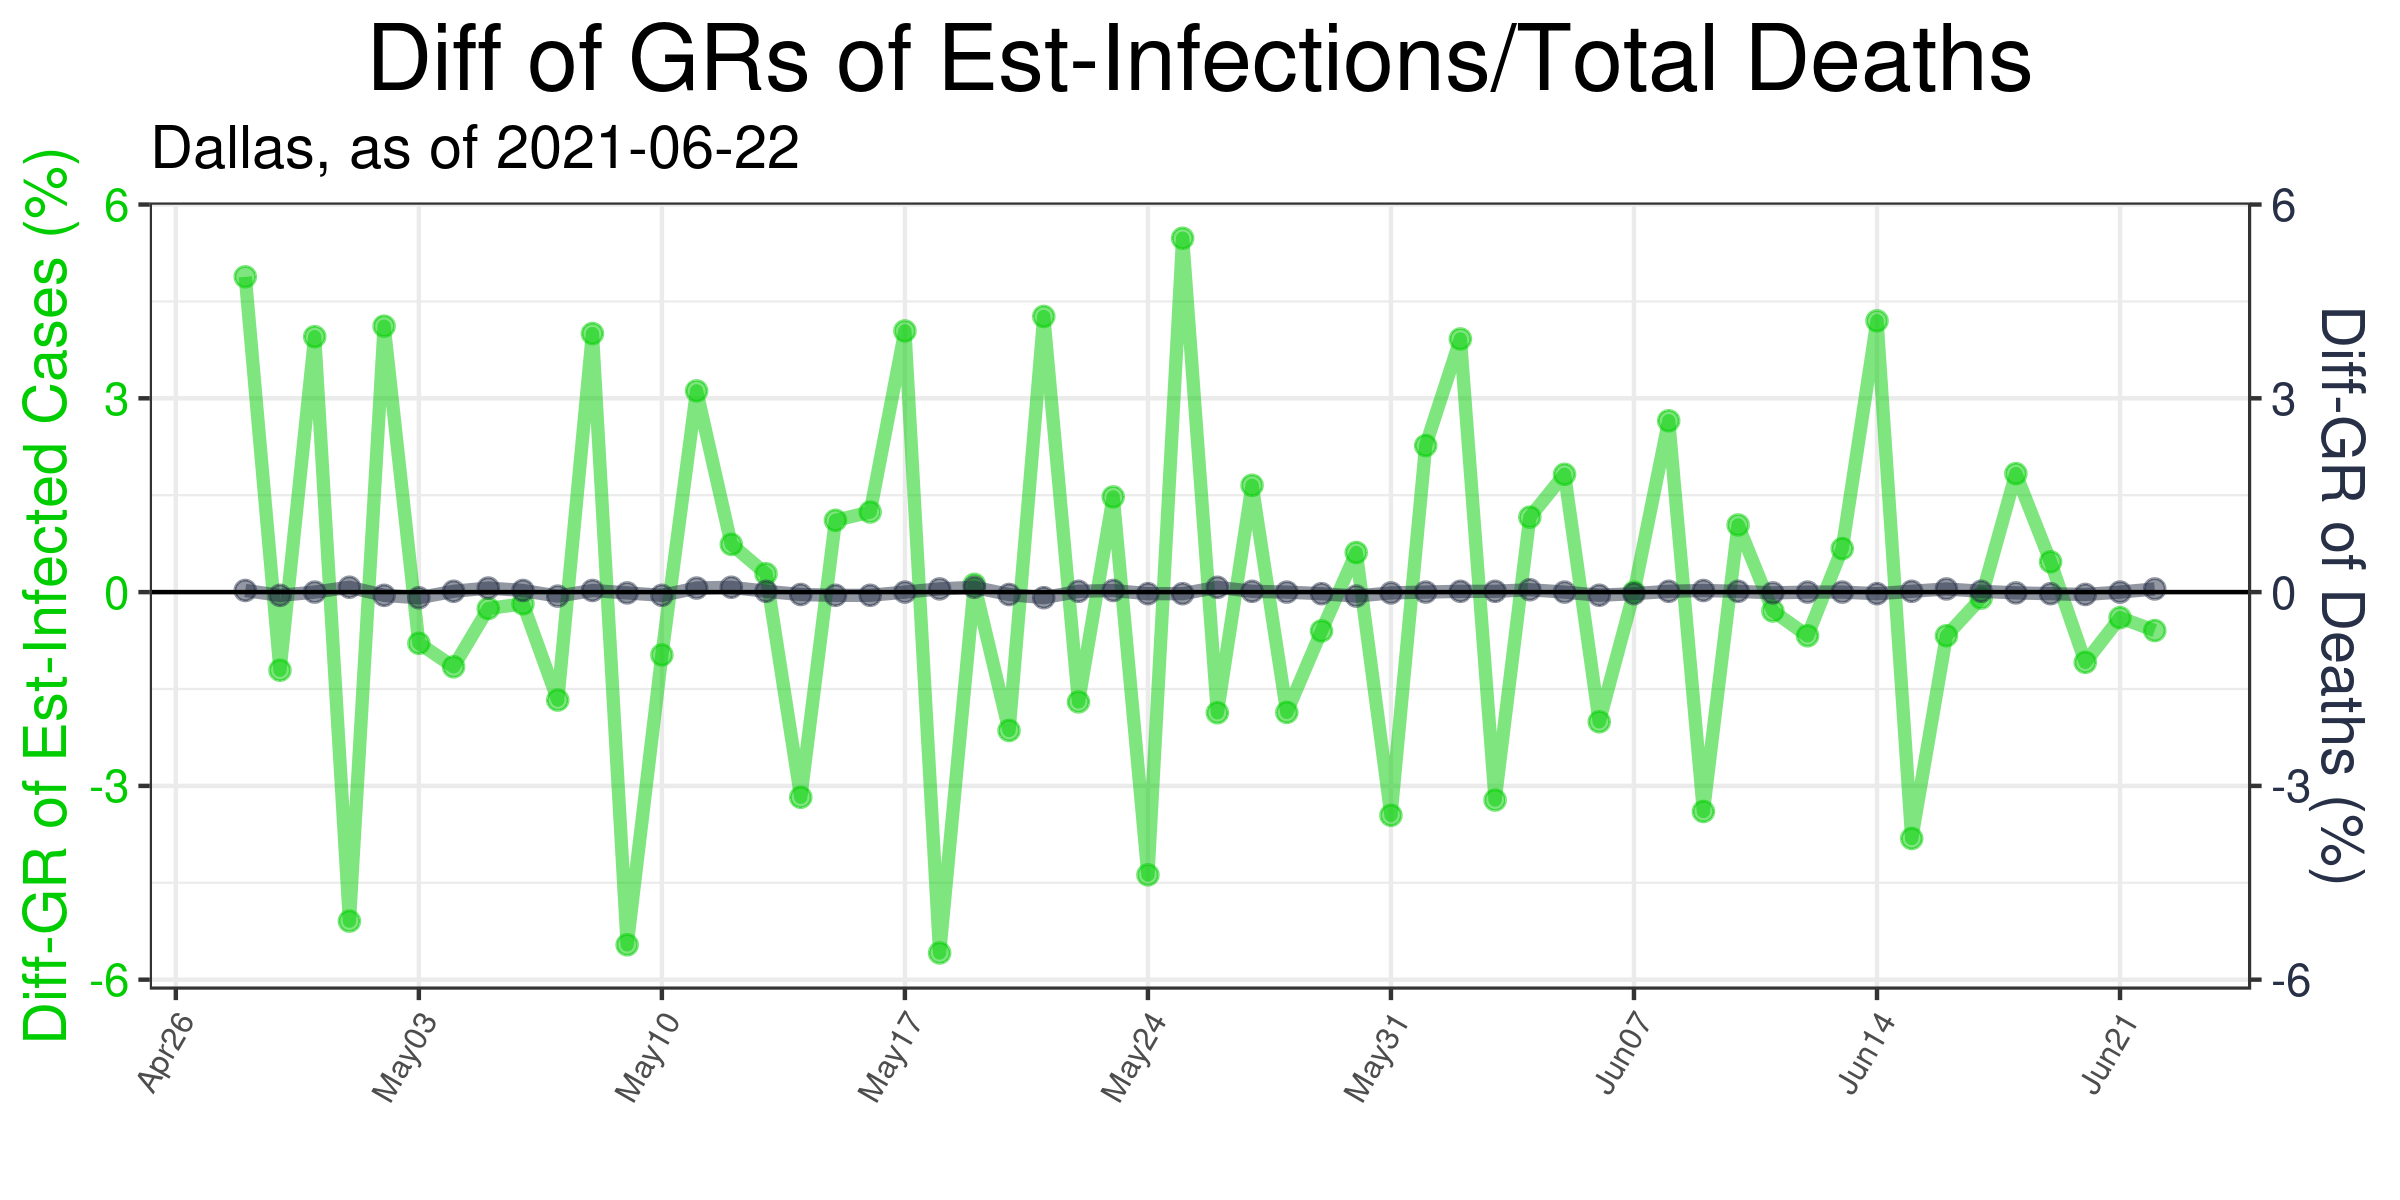 Diff of GRs of Est-Infections/Total Deaths
Dallas, as of 2021-06-22
Diff-GR of Est-Infected Cases (%)
6
3
0
-3
-6
6
3
0
-3
-6
Diff-GR of Deaths (%)
Apr26
May03
May10
May17
May24
May31
Jun07
Jun14
Jun21